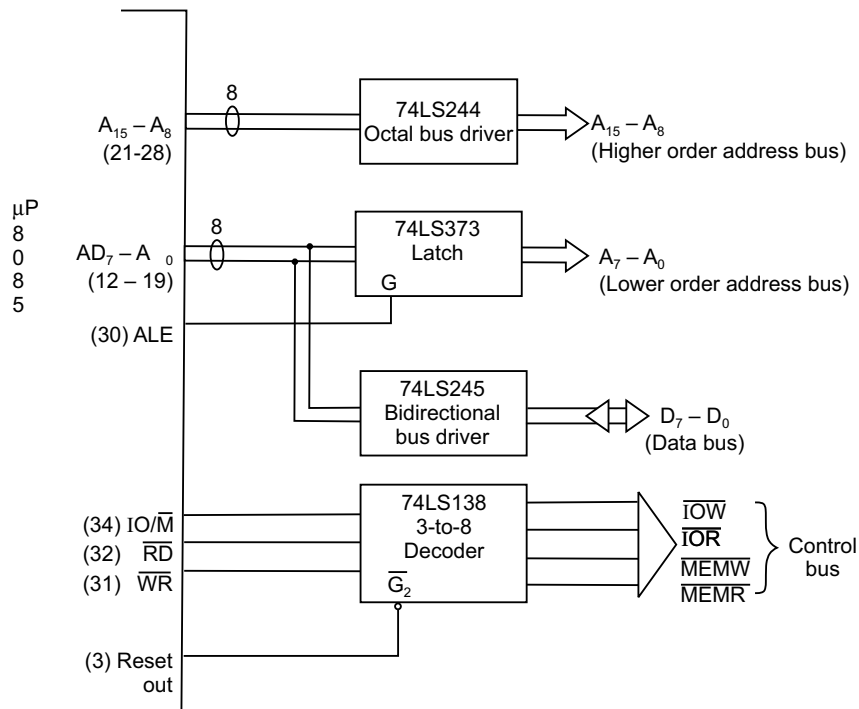 μP
8
0
8
5
A₁₅ – A₈
(21-28)
8
74LS244
Octal bus driver
A₁₅ – A₈
(Higher order address bus)
AD₇ – A ₀
(12 – 19)
8
74LS373
Latch
G
A₇ – A₀
(Lower order address bus)
(30) ALE
74LS245
Bidirectional
bus driver
D₇ – D₀
(Data bus)
(34) IO/M̅
(32) R̅D̅
(31) W̅R̅
74LS138
3-to-8
Decoder
G̅₂
I̅O̅W̅
I̅O̅R̅
M̅E̅M̅W̅
M̅E̅M̅R̅
Control
bus
(3) Reset
out